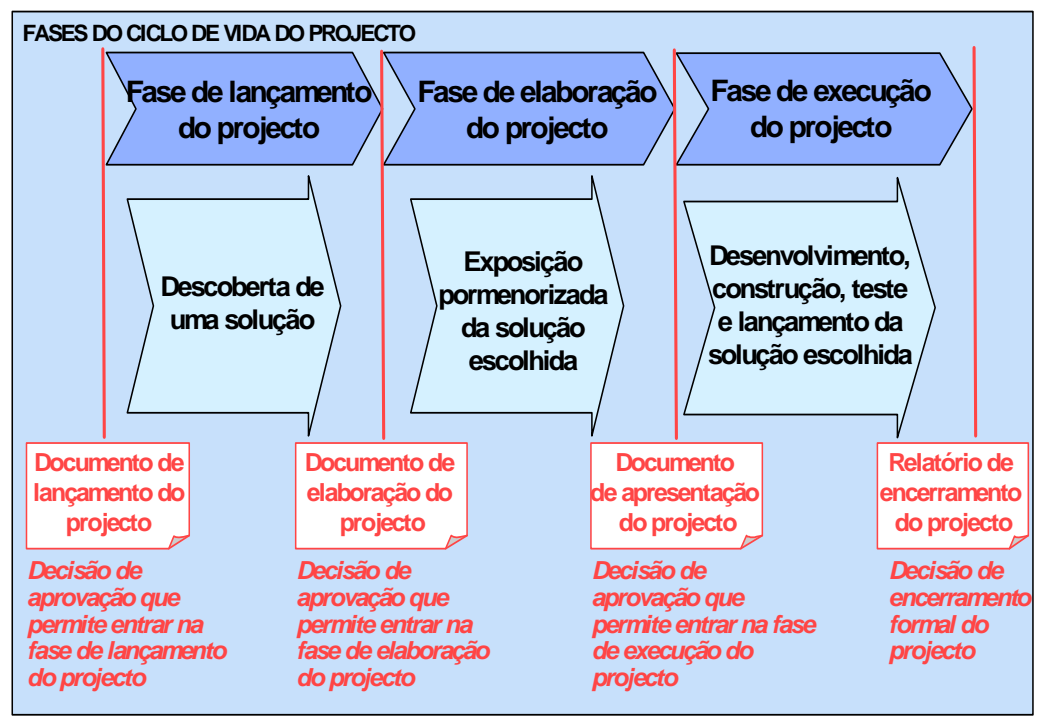 FASES DO CICLO DE VIDA DO PROJECTO
Fase de lançamento
do projecto
Fase de elaboração
do projecto
Fase de execução
do projecto
Descoberta de
uma solução
Exposição
pormenorizada
da solução
escolhida
Desenvolvimento,
construção, teste
e lançamento da
solução escolhida
Documento de
lançamento do
projecto
Documento de
elaboração do
projecto
Documento
de apresentação
do projecto
Relatório de
encerramento
do projecto
Decisão de
aprovação que
permite entrar na
fase de lançamento
do projecto
Decisão de
aprovação que
permite entrar na
fase de elaboração
do projecto
Decisão de
aprovação que
permite entrar na fase
de execução do
projecto
Decisão de
encerramento
formal do
projecto